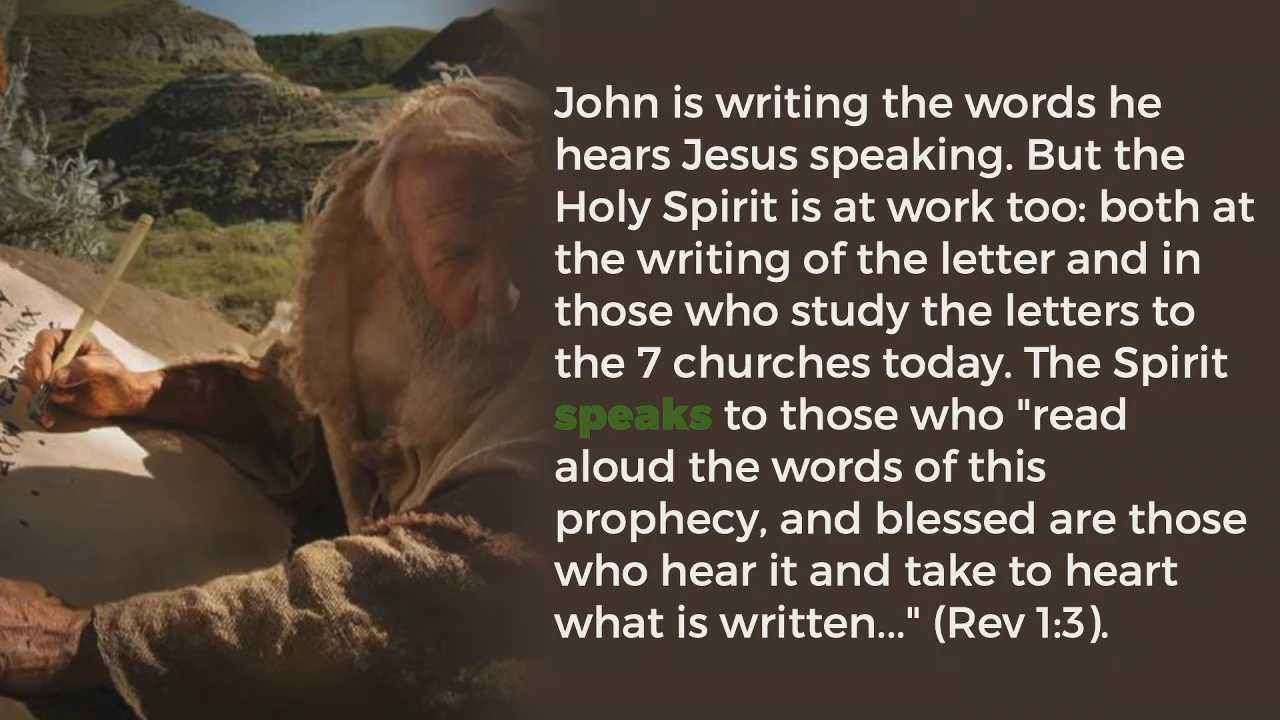 John is writing the words he
hears Jesus speaking. But the
Holy Spirit is at work too: both at
the writing of the letter and in
those who study the letters to
the 7 churches today. The Spirit
speaks to those who "read
aloud the words of this
prophecy, and blessed are those
who hear it and take to heart
what is written..." (Rev 1:3).